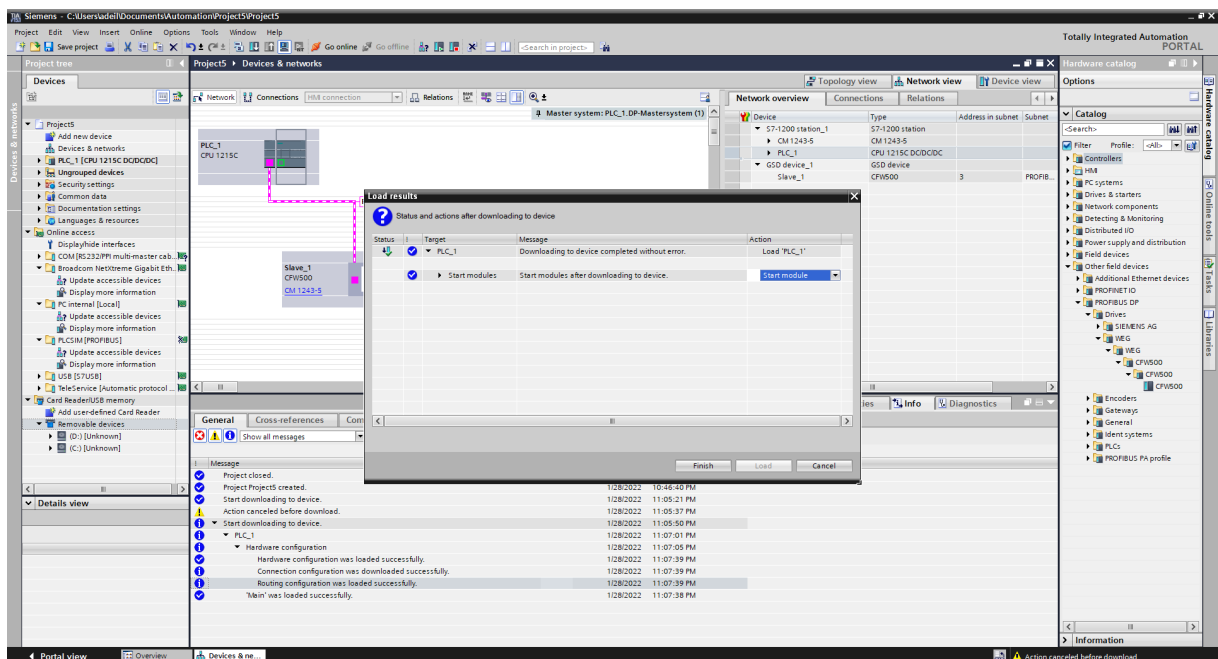 Siemens - C:\Users\adeil\Documents\Automation\Project5\Project5
Project Edit View Insert Online Options Tools Window Help
Totally Integrated Automation
PORTAL
Save project Go online Go offline <Search in project>
Project tree
Project5 Devices & networks
Hardware catalog
Devices
Topology view Network view Device view
Options
Network Connections HMI connection Relations
Network overview Connections Relations
Master system: PLC_1.DP-Mastersystem (1)
Device Type Address in subnet Subnet
S7-1200 station_1 S7-1200 station
CM 1243-5 CM 1243-5
PLC_1 CPU 1215C DC/DC/DC
GSD device_1 GSD device
Slave_1 CFW500 3 PROFIB...
Project5
Add new device
Devices & networks
PLC_1 [CPU 1215C DC/DC/DC]
Ungrouped devices
Security settings
Common data
Documentation settings
Languages & resources
Online access
Display/hide interfaces
COM [RS232/PPI multi-master cab...
Broadcom NetXtreme Gigabit Eth...
Update accessible devices
Display more information
PC internal [Local]
Update accessible devices
Display more information
PLCSIM [PROFIBUS]
Update accessible devices
Display more information
USB [S7USB]
TeleService [Automatic protocol ...
Card Reader/USB memory
Add user-defined Card Reader
Removable devices
(D:) [Unknown]
(C:) [Unknown]
Details view
PLC_1
CPU 1215C
Slave_1
CFW500
CM 1243-5
Load results
Status and actions after downloading to device
Status ! Target Message Action
PLC_1 Downloading to device completed without error. Load 'PLC_1'
Start modules Start modules after downloading to device. Start module
Finish Load Cancel
Info Diagnostics
General Cross-references
Show all messages
! Message
Project closed.
Project Project5 created. 1/28/2022 10:46:40 PM
Start downloading to device. 1/28/2022 11:05:21 PM
Action canceled before download. 1/28/2022 11:05:37 PM
Start downloading to device. 1/28/2022 11:05:50 PM
PLC_1 1/28/2022 11:07:01 PM
Hardware configuration 1/28/2022 11:07:05 PM
Hardware configuration was loaded successfully. 1/28/2022 11:07:39 PM
Connection configuration was downloaded successfully. 1/28/2022 11:07:39 PM
Routing configuration was loaded successfully. 1/28/2022 11:07:39 PM
'Main' was loaded successfully. 1/28/2022 11:07:38 PM
Catalog
<Search>
Filter Profile: <All>
Controllers
HMI
PC systems
Drives & starters
Network components
Detecting & Monitoring
Distributed I/O
Power supply and distribution
Field devices
Other field devices
Additional Ethernet devices
PROFINET IO
PROFIBUS DP
Drives
SIEMENS AG
WEG
WEG
CFW500
CFW500
CFW500
Encoders
Gateways
General
Ident systems
PLCs
PROFIBUS PA profile
Information
Devices & networks
Hardware catalog
Online tools
Tasks
Libraries
Portal view Overview Devices & ne...
Action canceled before download.